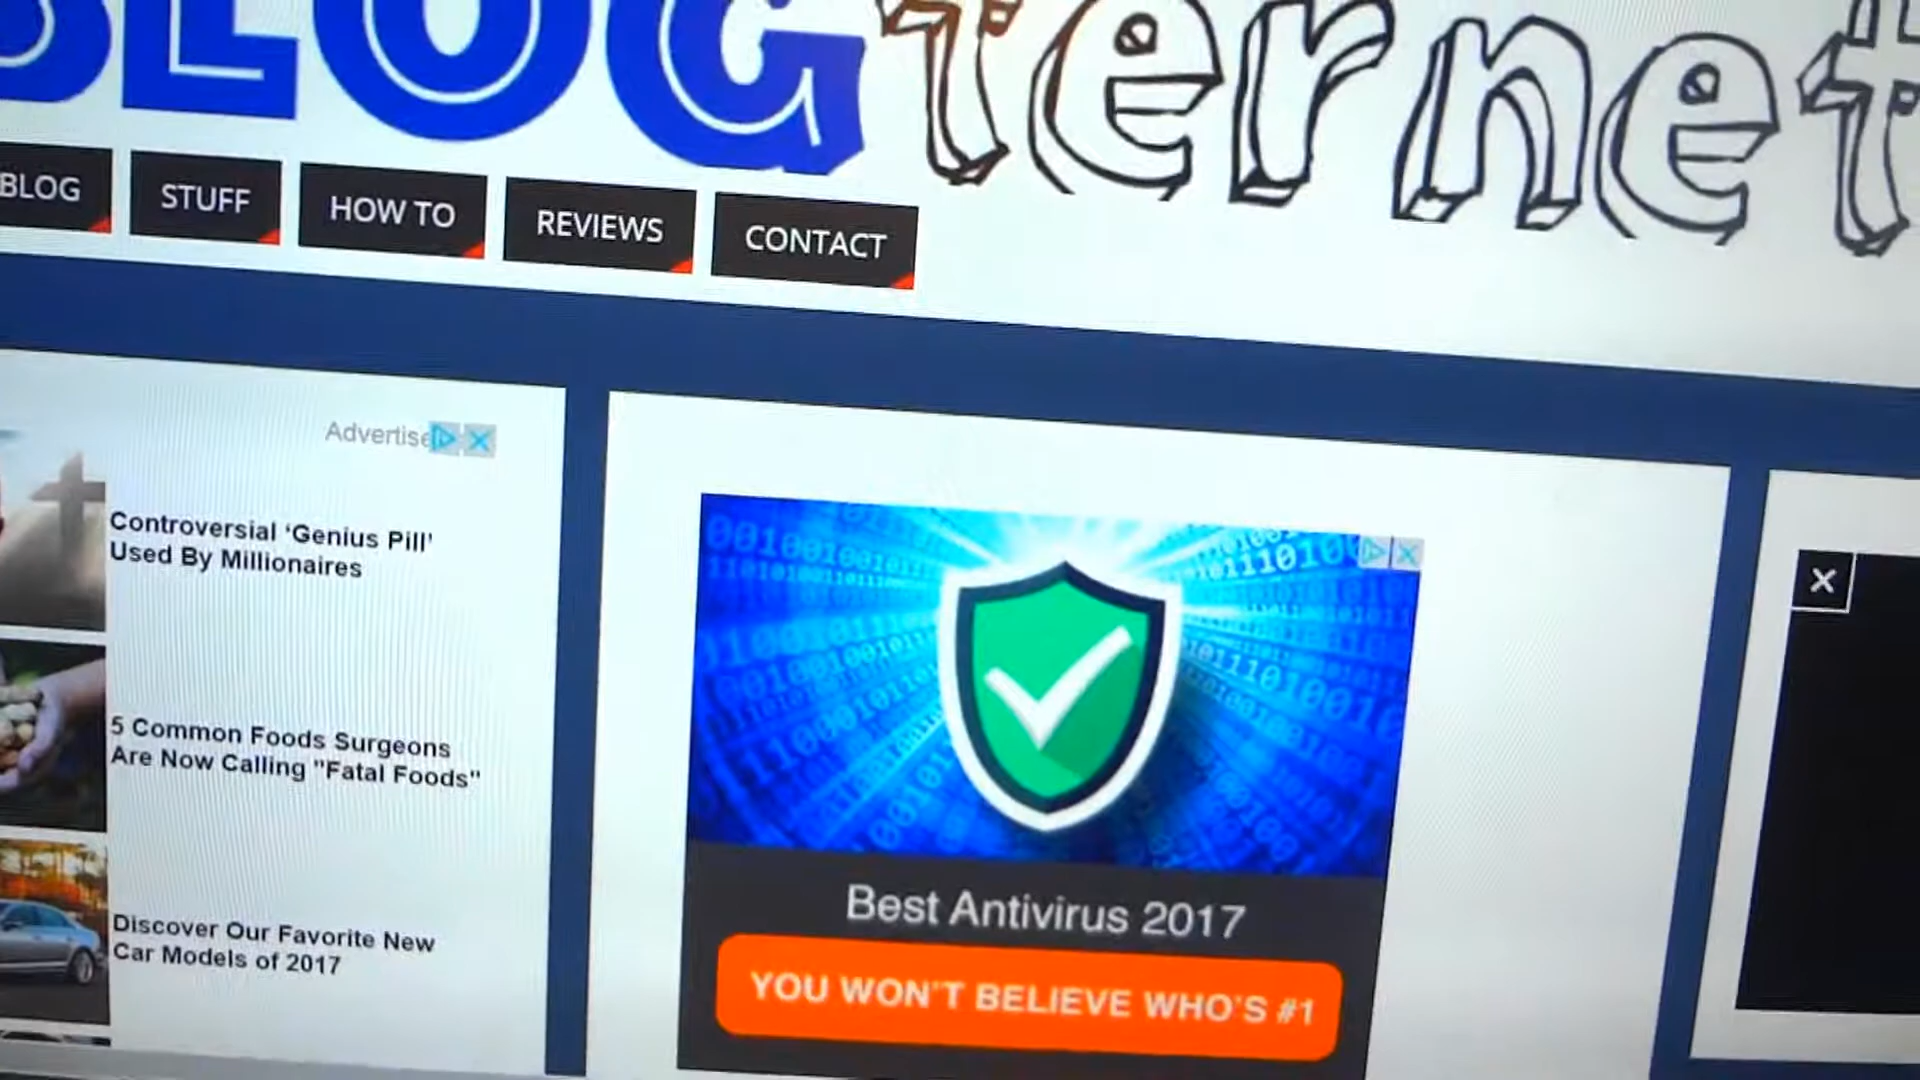 BLOGTernet
BLOG
STUFF
HOW TO
REVIEWS
CONTACT
Controversial ‘Genius Pill’
Used By Millionaires
5 Common Foods Surgeons
Are Now Calling "Fatal Foods"
Discover Our Favorite New
Car Models of 2017
Best Antivirus 2017
YOU WON'T BELIEVE WHO'S #1